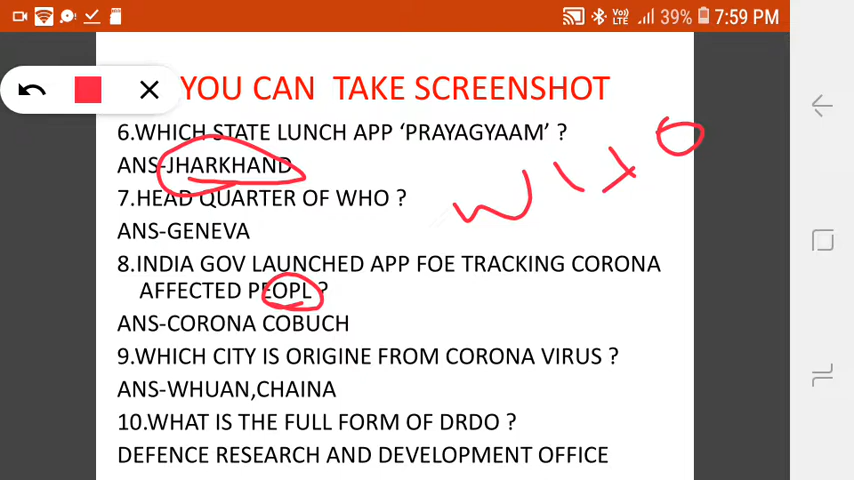 VoI) LTE 39% 7:59 PM
YOU CAN TAKE SCREENSHOT
6.WHICH STATE LUNCH APP ‘PRAYAGYAAM’ ?
ANS-JHARKHAND
WHO
7.HEAD QUARTER OF WHO ?
ANS-GENEVA
8.INDIA GOV LAUNCHED APP FOE TRACKING CORONA
AFFECTED PEOPL ?
ANS-CORONA COBUCH
9.WHICH CITY IS ORIGINE FROM CORONA VIRUS ?
ANS-WHUAN,CHAINA
10.WHAT IS THE FULL FORM OF DRDO ?
DEFENCE RESEARCH AND DEVELOPMENT OFFICE